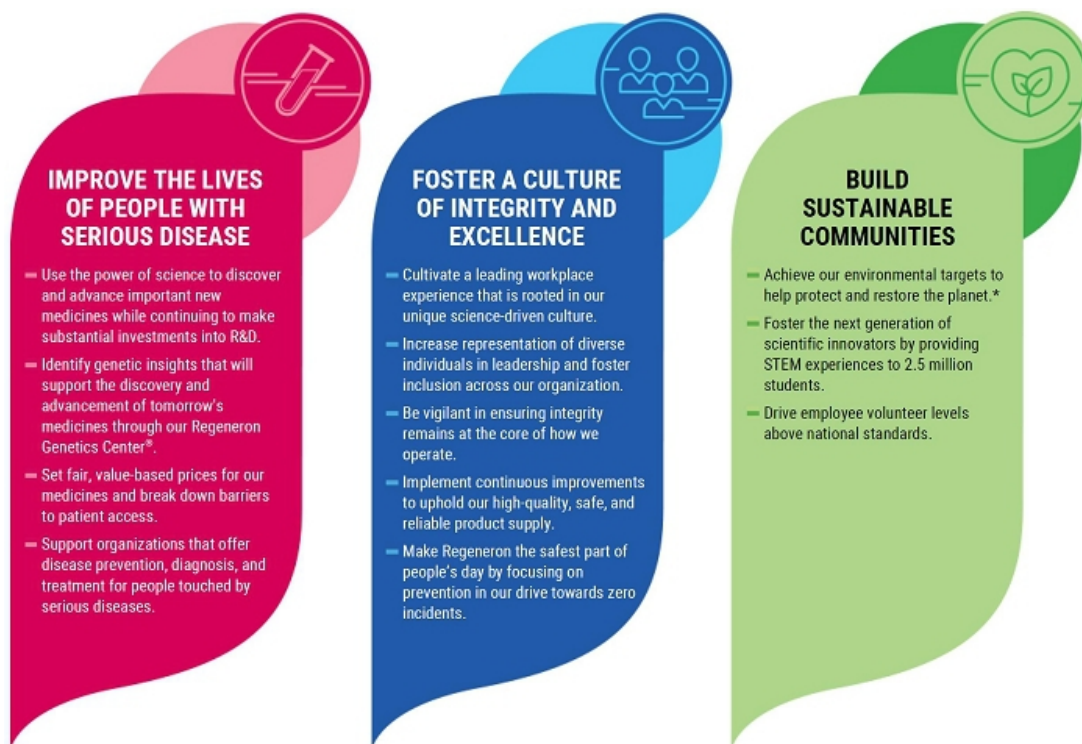 IMPROVE THE LIVES
OF PEOPLE WITH
SERIOUS DISEASE
Use the power of science to discover
and advance important new
medicines while continuing to make
substantial investments into R&D.
Identify genetic insights that will
support the discovery and
advancement of tomorrow's
medicines through our Regeneron
Genetics Center®.
Set fair, value-based prices for our
medicines and break down barriers
to patient access.
Support organizations that offer
disease prevention, diagnosis, and
treatment for people touched by
serious diseases.
FOSTER A CULTURE
OF INTEGRITY AND
EXCELLENCE
Cultivate a leading workplace
experience that is rooted in our
unique science-driven culture.
Increase representation of diverse
individuals in leadership and foster
inclusion across our organization.
Be vigilant in ensuring integrity
remains at the core of how we
operate.
Implement continuous improvements
to uphold our high-quality, safe, and
reliable product supply.
Make Regeneron the safest part of
people's day by focusing on
prevention in our drive towards zero
incidents.
BUILD
SUSTAINABLE
COMMUNITIES
Achieve our environmental targets to
help protect and restore the planet.*
Foster the next generation of
scientific innovators by providing
STEM experiences to 2.5 million
students.
Drive employee volunteer levels
above national standards.